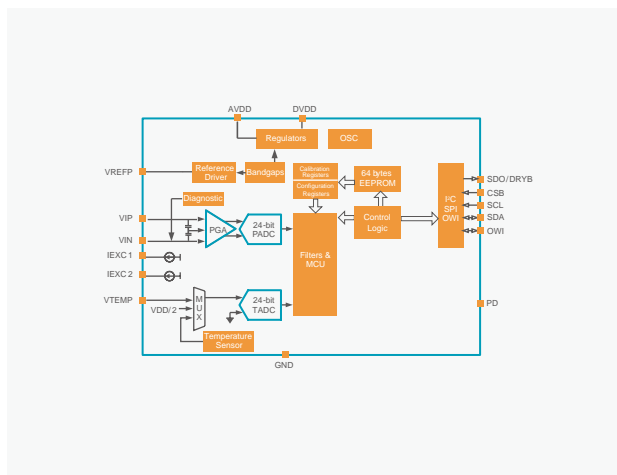 AVDD
DVDD
Regulators
OSC
VREFP
Reference
Driver
Bandgaps
Calibration
Registers
Configuration
Registers
64 bytes
EEPROM
I²C
SPI
OWI
SDO/DRYB
CSB
SCL
SDA
OWI
Diagnostic
VIP
VIN
PGA
24-bit
PADC
Control
Logic
Filters &
MCU
IEXC 1
IEXC 2
VTEMP
VDD/2
M
U
X
24-bit
TADC
PD
Temperature
Sensor
GND